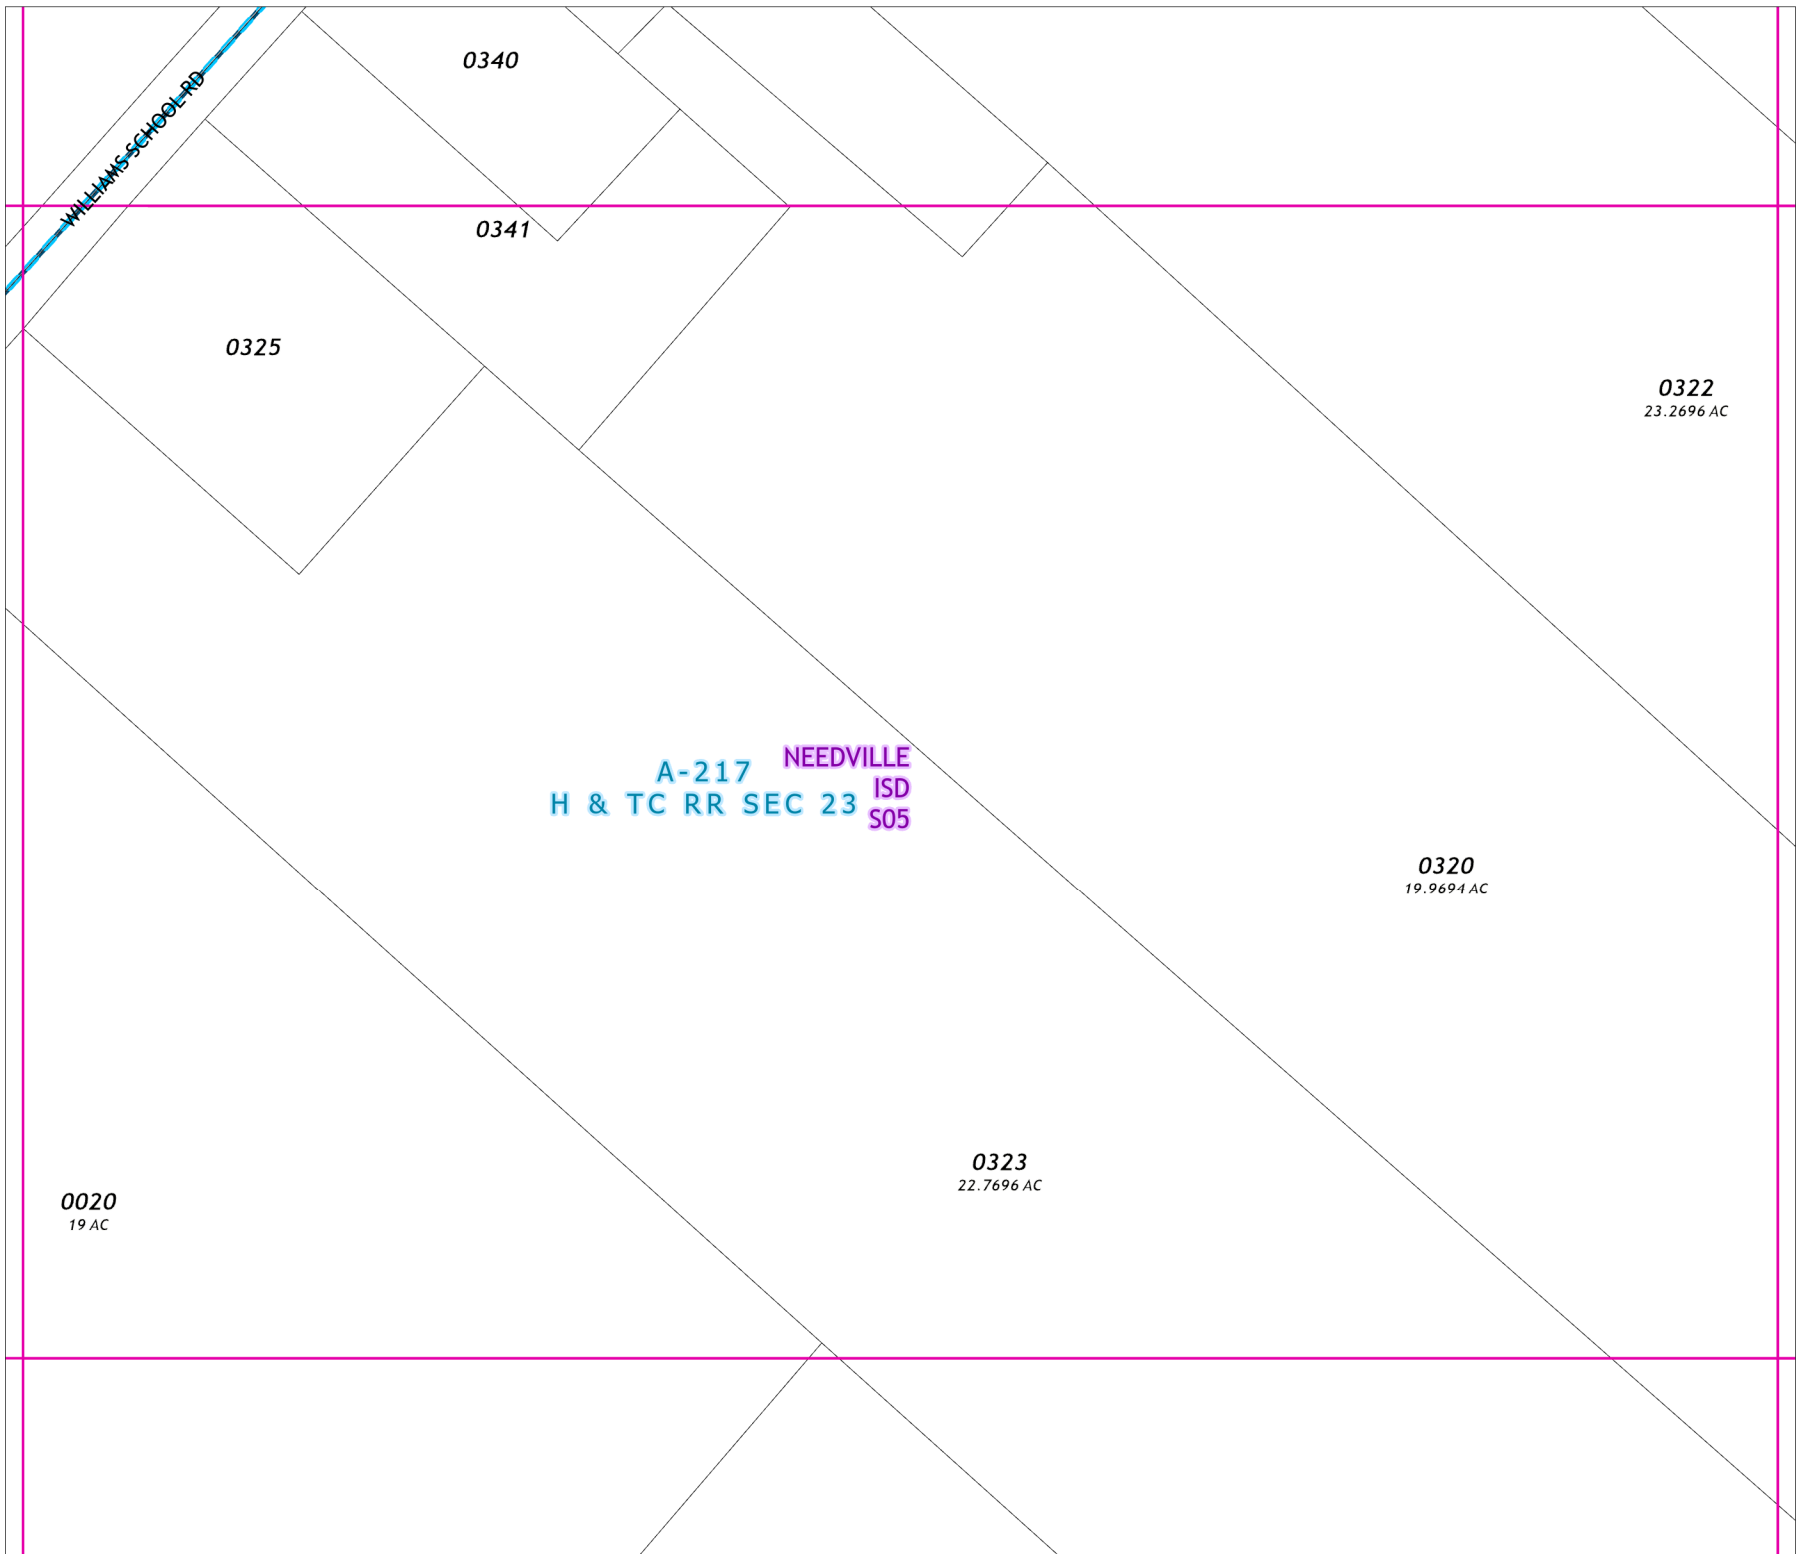 0340
WILLIAMS SCHOOL RD
0341
0325
0322
23.2696 AC
NEEDVILLE
ISD
S05
A-217
H & TC RR SEC 23
0320
19.9694 AC
0323
22.7696 AC
0020
19 AC